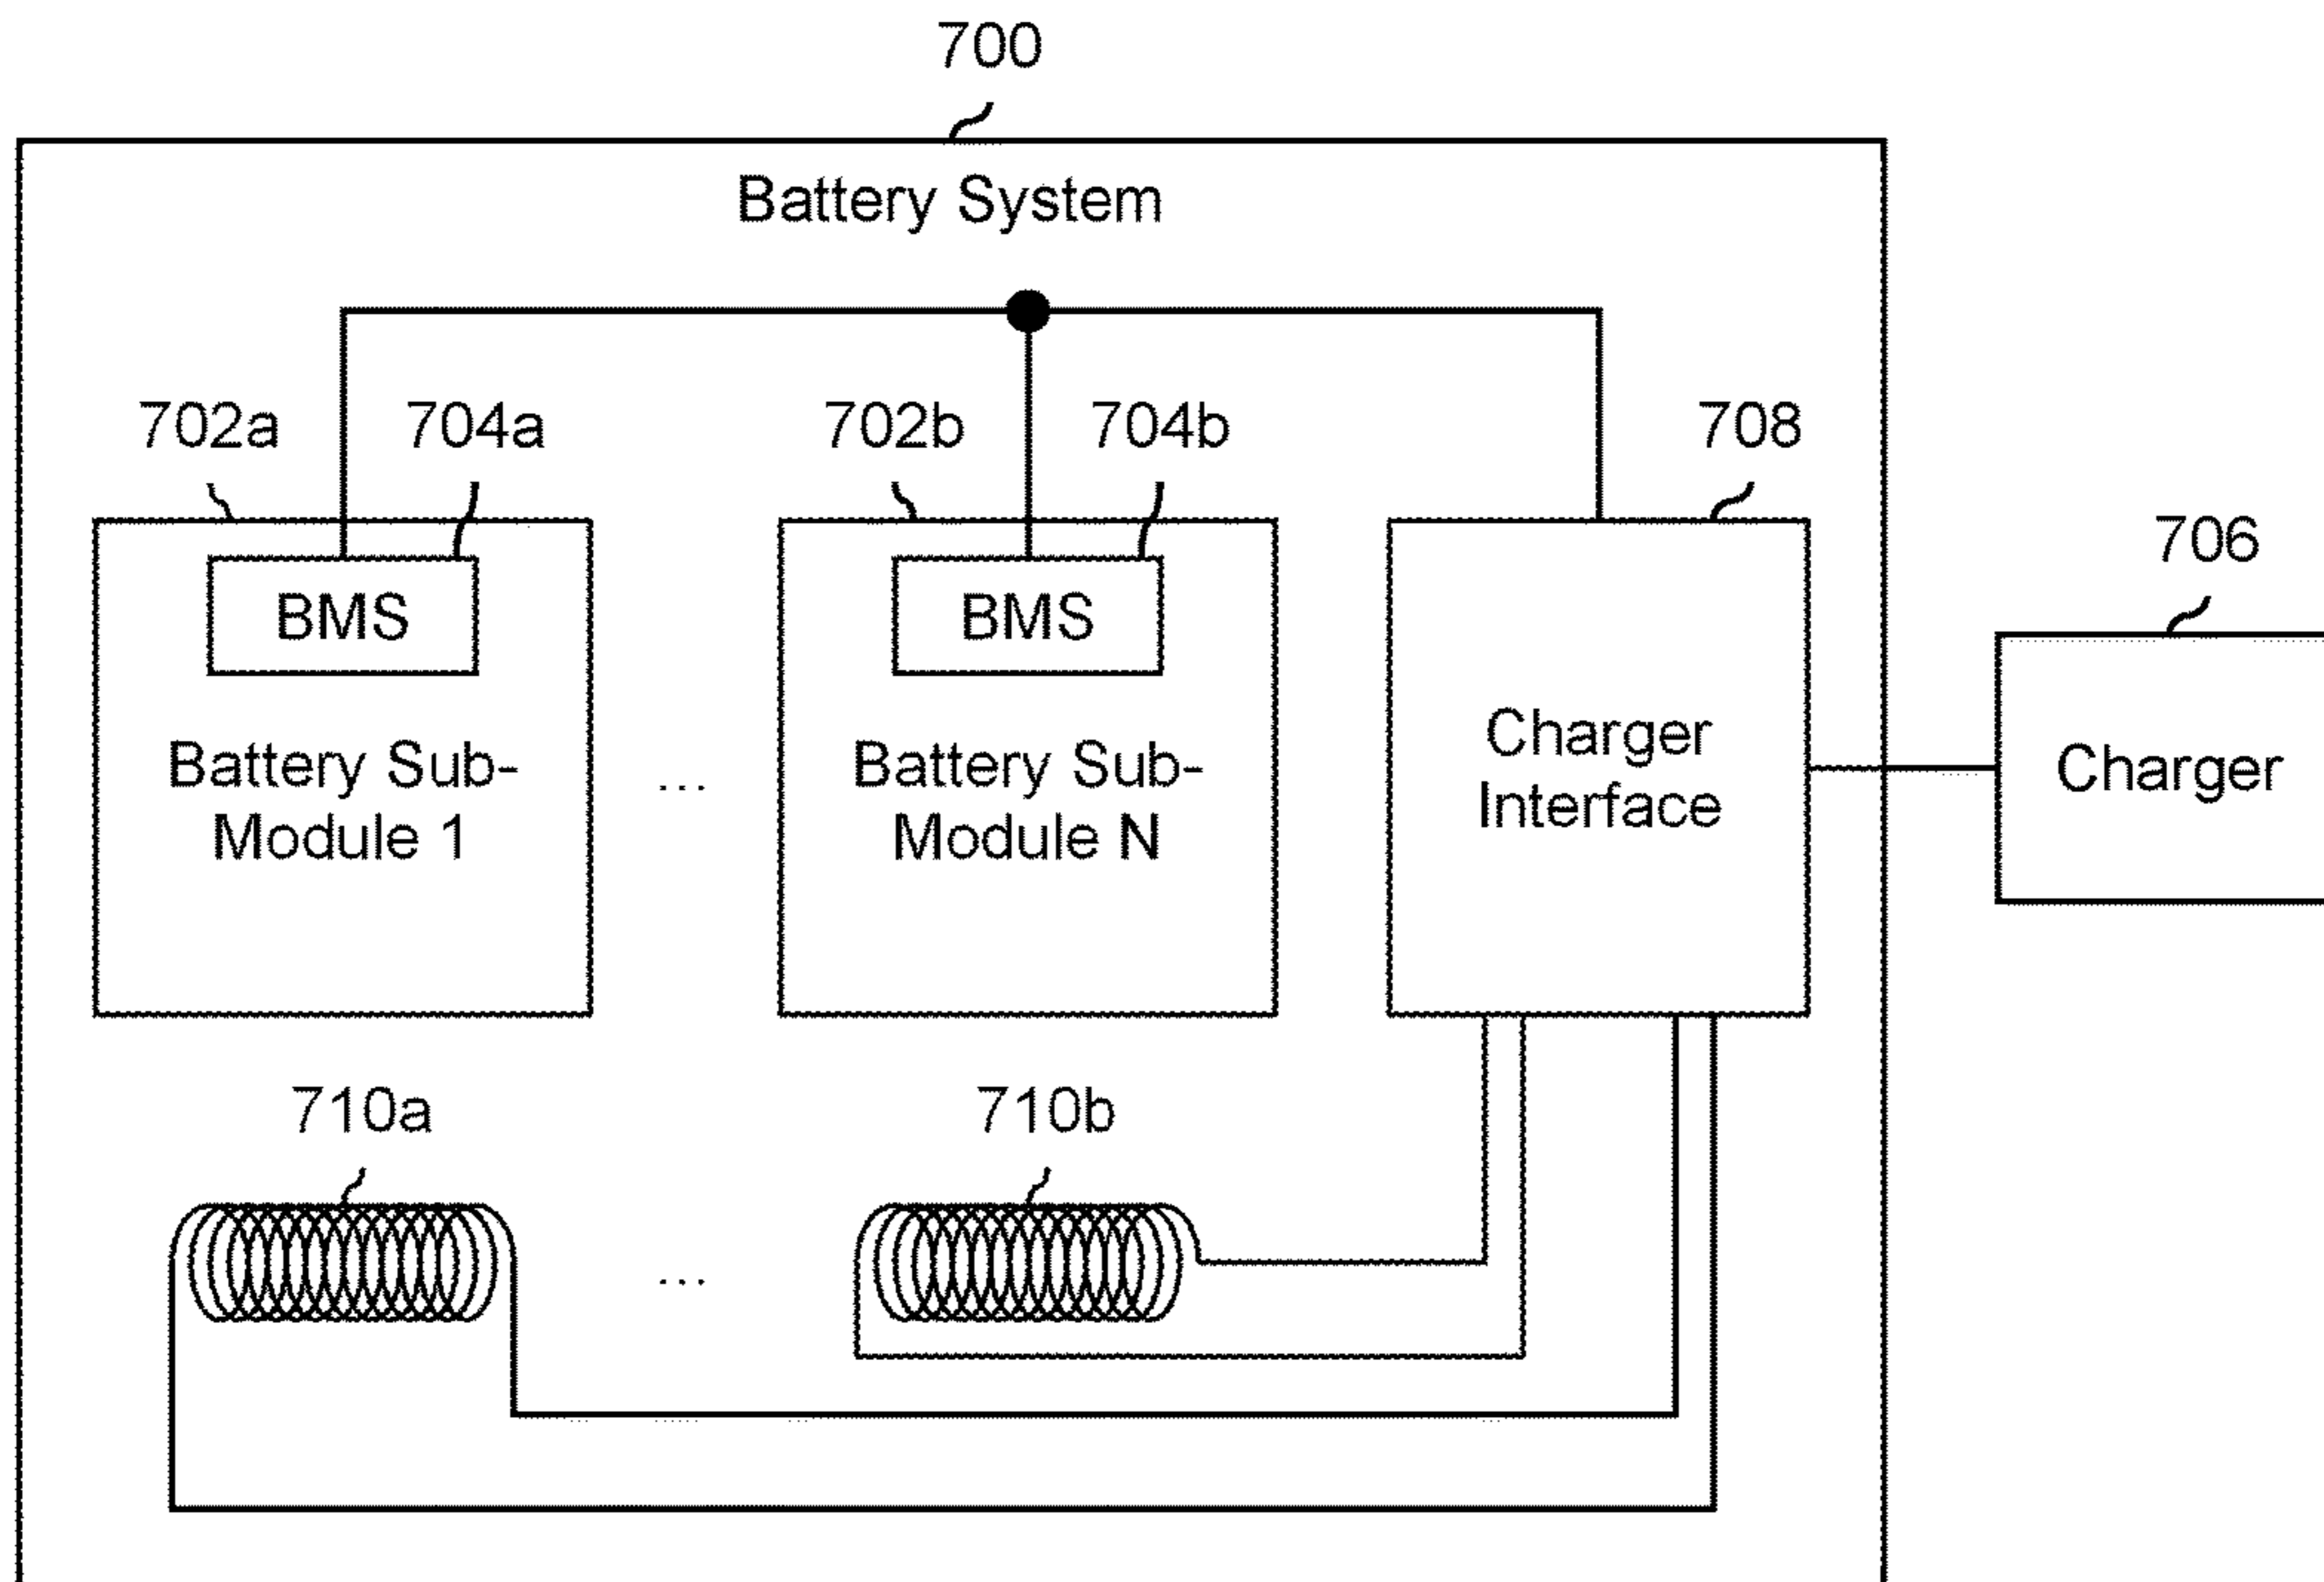 700
Battery System
702a
704a
702b
704b
708
706
BMS
BMS
Battery Sub-
Module 1
...
Battery Sub-
Module N
Charger
Interface
Charger
710a
710b
...